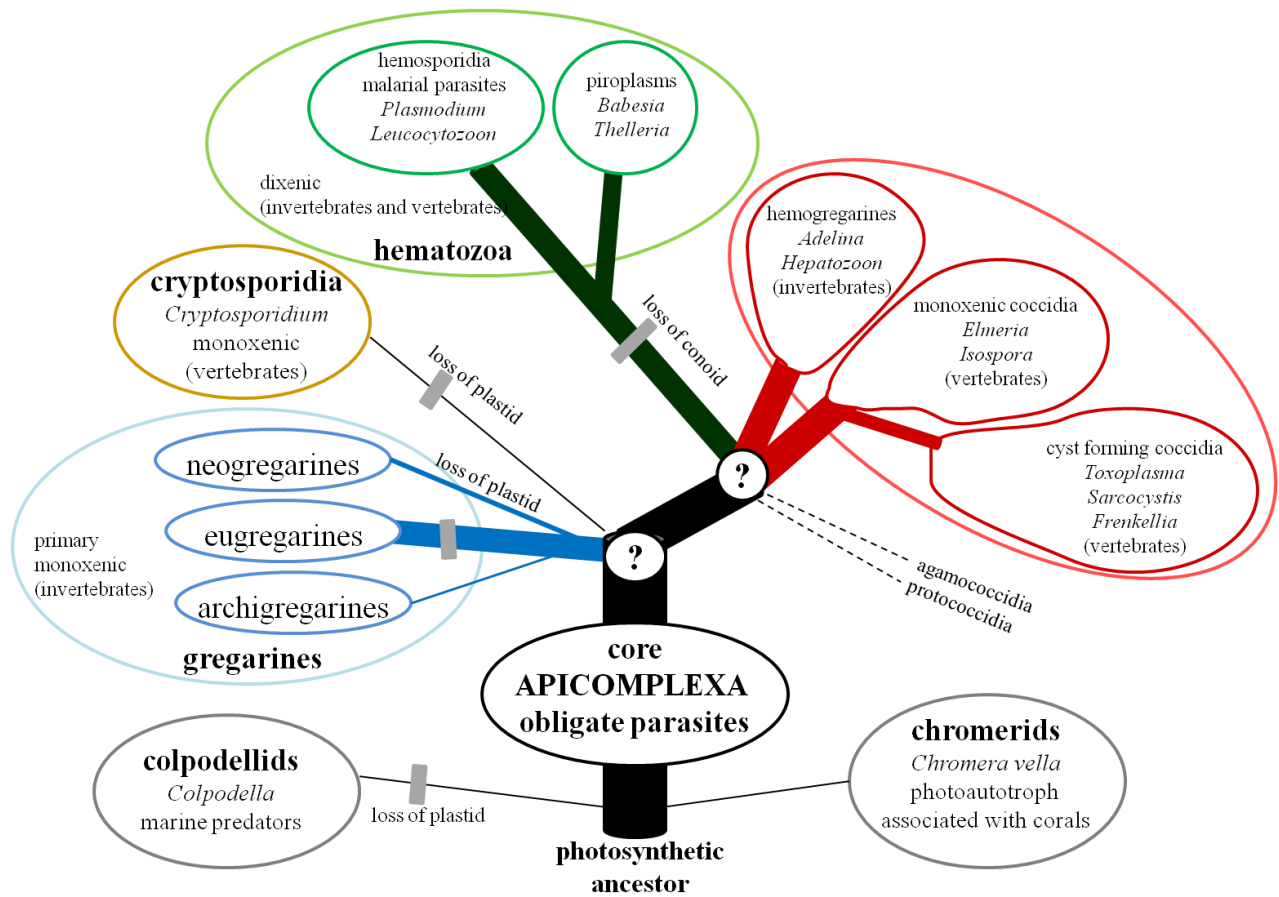 hemosporidia
malarial parasites
Plasmodium
Leucocytozoon
piroplasms
Babesia
Thelleria
dixenic
(invertebrates and vertebrates)
hematozoa
hemogregarines
Adelina
Hepatozoon
(invertebrates)
monoxenic coccidia
Elmeria
Isospora
(vertebrates)
cyst forming coccidia
Toxoplasma
Sarcocystis
Frenkellia
(vertebrates)
cryptosporidia
Cryptosporidium
monoxenic
(vertebrates)
loss of plastid
loss of conoid
neogregarines
eugregarines
archigregarines
primary
monoxenic
(invertebrates)
gregarines
loss of plastid
?
?
agamococcidia
protococcidia
core
APICOMPLEXA
obligate parasites
colpodellids
Colpodella
marine predators
loss of plastid
chromerids
Chromera vella
photoautotroph
associated with corals
photosynthetic
ancestor